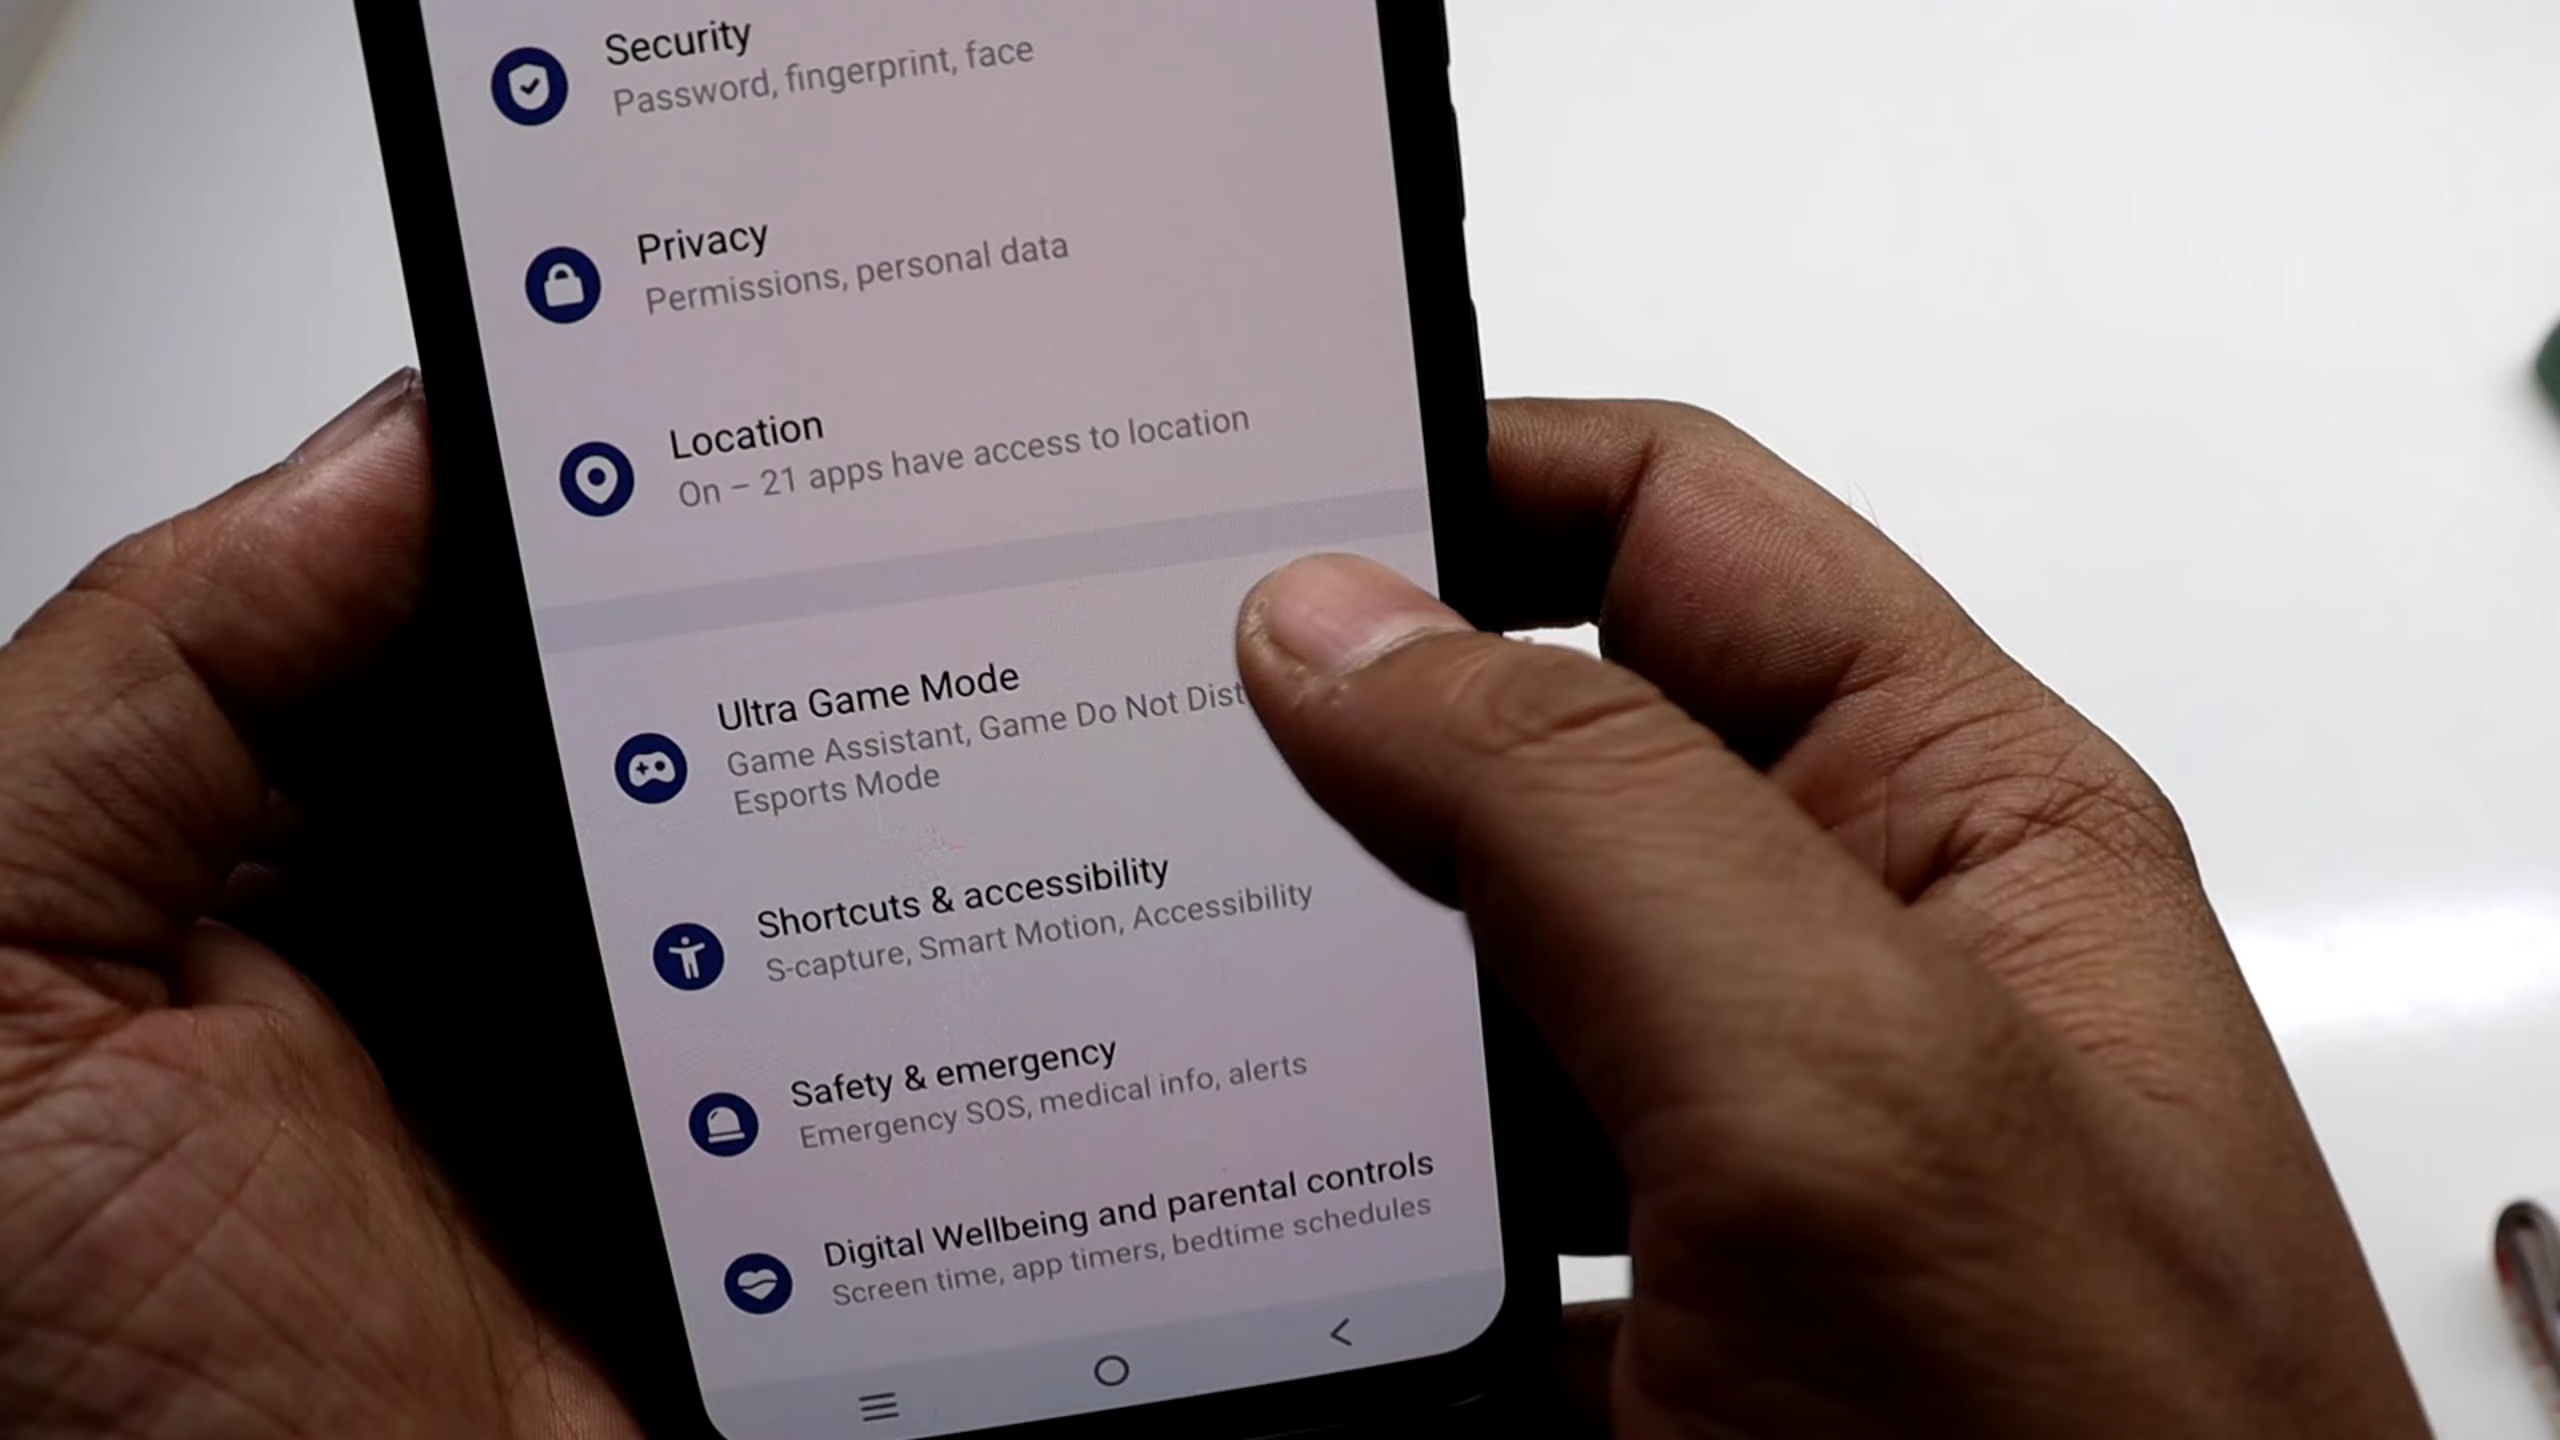 Security
Password, fingerprint, face
Privacy
Permissions, personal data
Location
On – 21 apps have access to location
Ultra Game Mode
Game Assistant, Game Do Not
Esports Mode
Shortcuts & accessibility
S-capture, Smart Motion, Accessibility
Safety & emergency
Emergency SOS, medical info, alerts
Digital Wellbeing and parental controls
Screen time, app timers, bedtime schedules